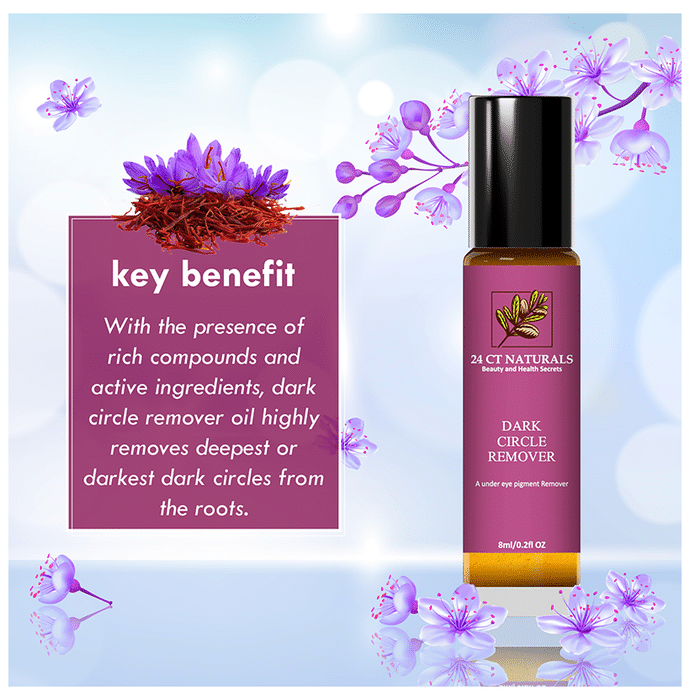 key benefit
With the presence of
rich compounds and
active ingredients, dark
circle remover oil highly
removes deepest or
darkest dark circles from
the roots.
24 CT NATURALS
Beauty and Health Secrets
DARK
CIRCLE
REMOVER
A under eye pigment Remover
8ml/0.2fl OZ